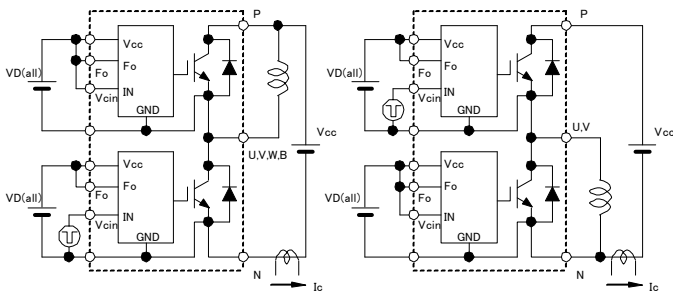 P
Vcc
Fo
VD(all)
IN
Vcin
GND
U,V,W,B
Vcc
Vcc
Fo
VD(all)
IN
Vcin
GND
N
Ic
P
Vcc
Fo
VD(all)
IN
Vcin
GND
U,V
Vcc
Vcc
Fo
VD(all)
IN
Vcin
GND
N
Ic